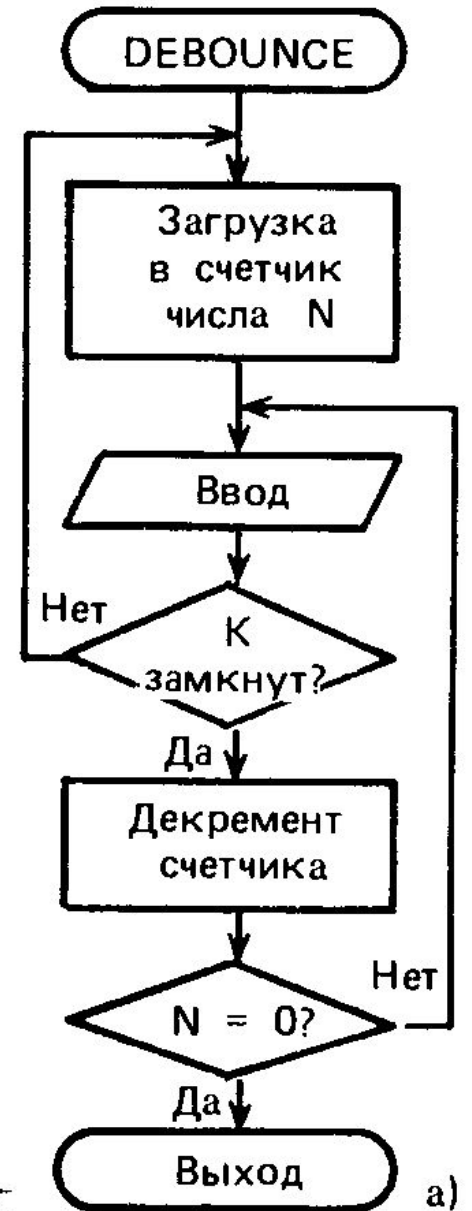 DEBOUNCE
Загрузка
в счетчик
числа N
Ввод
Нет
К
замкнут?
Да
Декремент
счетчика
Нет
N = 0?
Да
Выход
а)